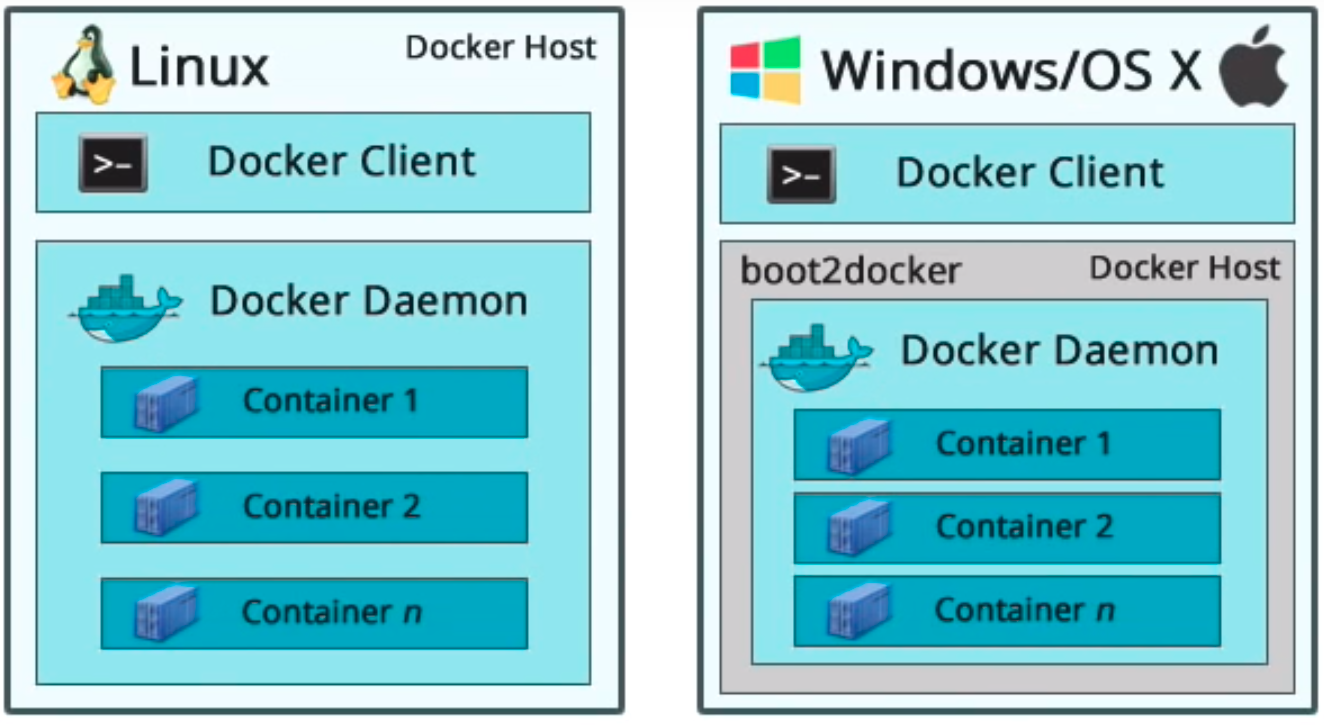 Linux
Docker Host
>-
Docker Client
Docker Daemon
Container 1
Container 2
Container n
Windows/OS X
>-
Docker Client
boot2docker
Docker Host
Docker Daemon
Container 1
Container 2
Container n